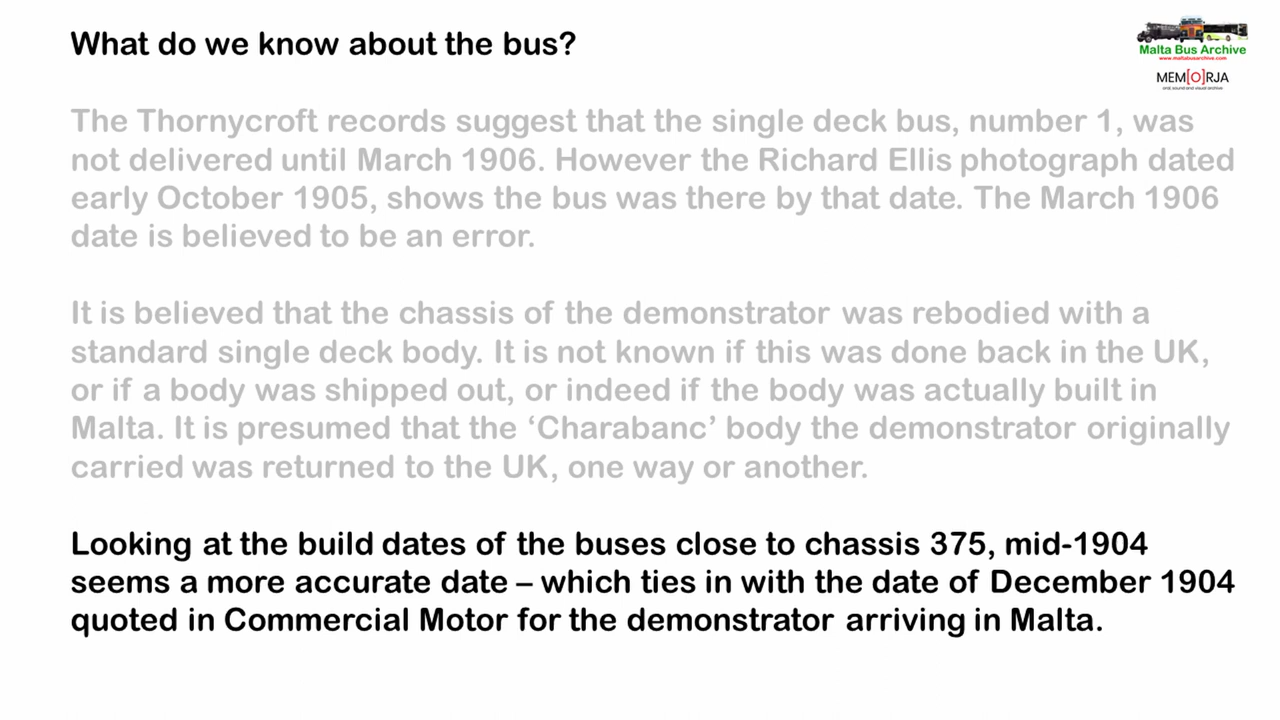 What do we know about the bus?
Malta Bus Archive
www.maltabusarchive.com
MEM[O]RJA
oral, sound and visual archive
The Thornycroft records suggest that the single deck bus, number 1, was
not delivered until March 1906. However the Richard Ellis photograph dated
early October 1905, shows the bus was there by that date. The March 1906
date is believed to be an error.
It is believed that the chassis of the demonstrator was rebodied with a
standard single deck body. It is not known if this was done back in the UK,
or if a body was shipped out, or indeed if the body was actually built in
Malta. It is presumed that the ‘Charabanc’ body the demonstrator originally
carried was returned to the UK, one way or another.
Looking at the build dates of the buses close to chassis 375, mid-1904
seems a more accurate date – which ties in with the date of December 1904
quoted in Commercial Motor for the demonstrator arriving in Malta.